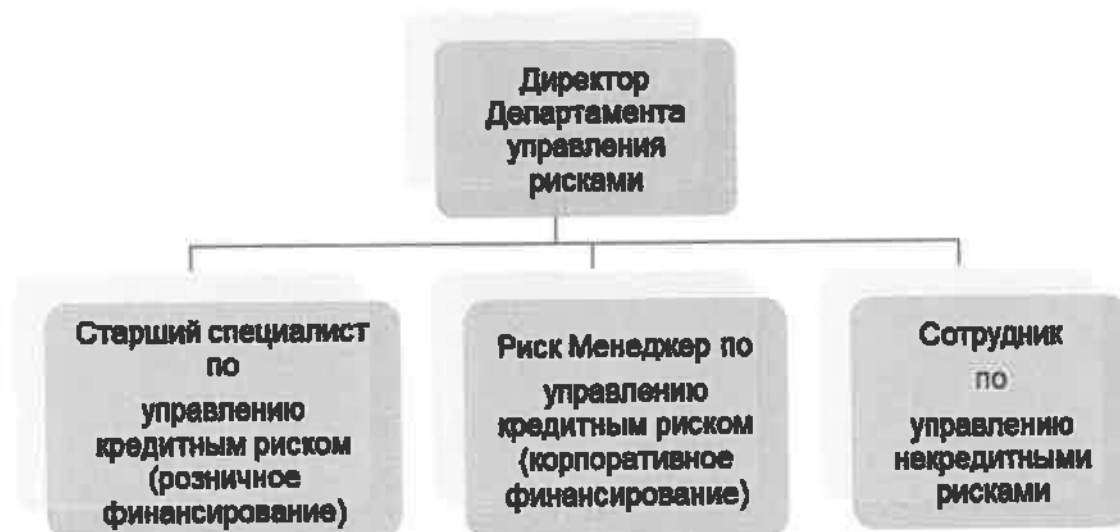 Директор
Департамента
управления
рисками
Старший специалист
по
управлению
кредитным риском
(розничное
финансирование)
Риск Менеджер по
управлению
кредитным риском
(корпоративное
финансирование)
Сотрудник
по
управлению
некредитными
рисками